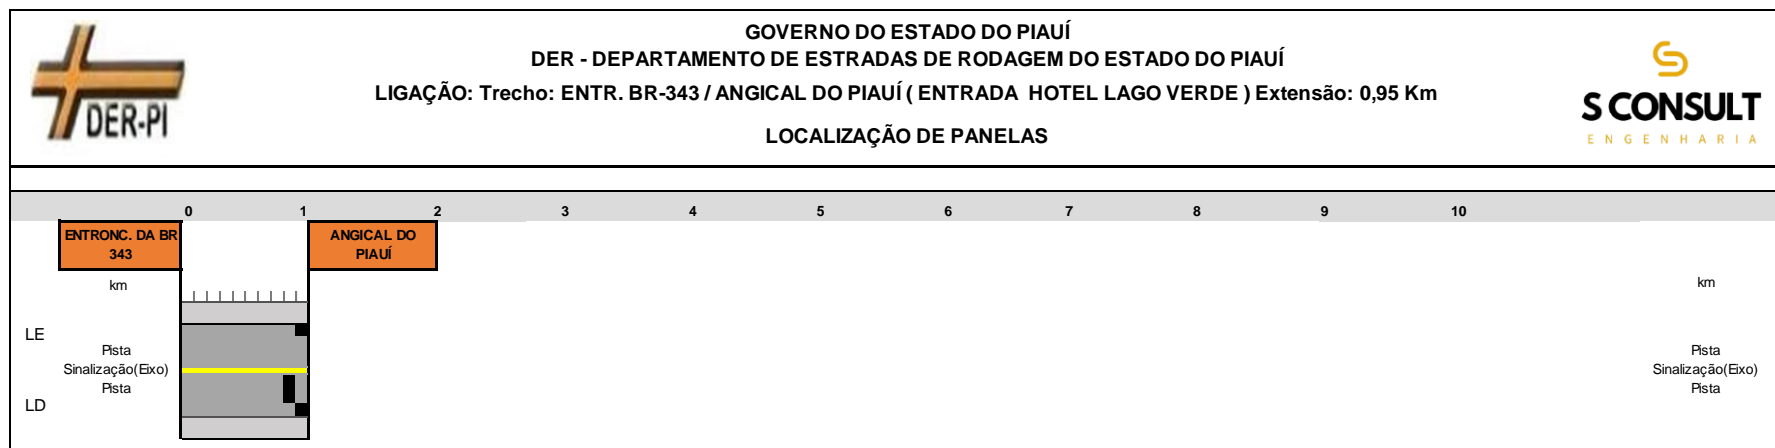 GOVERNO DO ESTADO DO PIAUÍ
DER - DEPARTAMENTO DE ESTRADAS DE RODAGEM DO ESTADO DO PIAUÍ
LIGAÇÃO: Trecho: ENTR. BR-343 / ANGICAL DO PIAUÍ ( ENTRADA HOTEL LAGO VERDE ) Extensão: 0,95 Km
LOCALIZAÇÃO DE PANELAS
DER-PI
S CONSULT
ENGENHARIA
0 1 2 3 4 5 6 7 8 9 10
ENTRONC. DA BR
343
ANGICAL DO
PIAUÍ
km
km
LE
Pista
Pista
Sinalização(Eixo)
Sinalização(Eixo)
Pista
Pista
LD